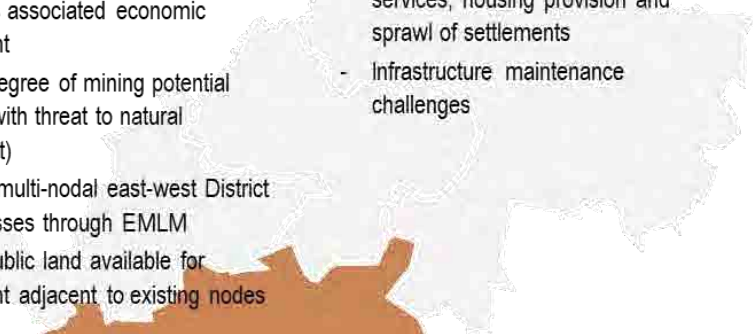 associated economic
nt
egree of mining potential
with threat to natural
t)
multi-nodal east-west District
sses through EMLM
ublic land available for
nt adjacent to existing nodes
services, housing provision and
sprawl of settlements
- Infrastructure maintenance
challenges